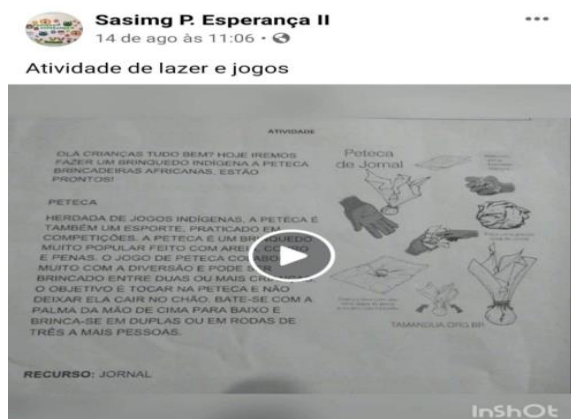 Sasimg P. Esperança II
14 de ago às 11:06
Atividade de lazer e jogos
ATIVIDADE
OLA CRIANÇAS TUDO BEM? HOJE IREMOS
FAZER UM BRINQUEDO INDIGENA A PETECA
BRINCADEIRAS AFRICANAS. ESTÃO
PRONTOS!
PETECA
HERDADA DE JOGOS INDÍGENAS, A PETECA É
TAMBÉM UM ESPORTE, PRATICADO EM
COMPETIÇÕES. A PETECA É UM BRINQUEDO
MUITO POPULAR FEITO COM AREIA,
E PENAS. O JOGO DE PETECA
MUITO COM A DIVERSÃO E PODE SER
BRINCADO ENTRE DUAS OU MAIS
O OBJETIVO E TOCAR NA PETECA E NÃO
DEIXAR ELA CAIR NO CHÃO. BATE-SE COM A
PALMA DA MÃO DE CIMA PARA BAIXO E
BRINCA-SE EM DUPLAS OU EM RODAS DE
TRÊS A MAIS PESSOAS.
RECURSO: JORNAL
Peteca
de Jornal
TAMANDUA.ORG.BR
InShOt